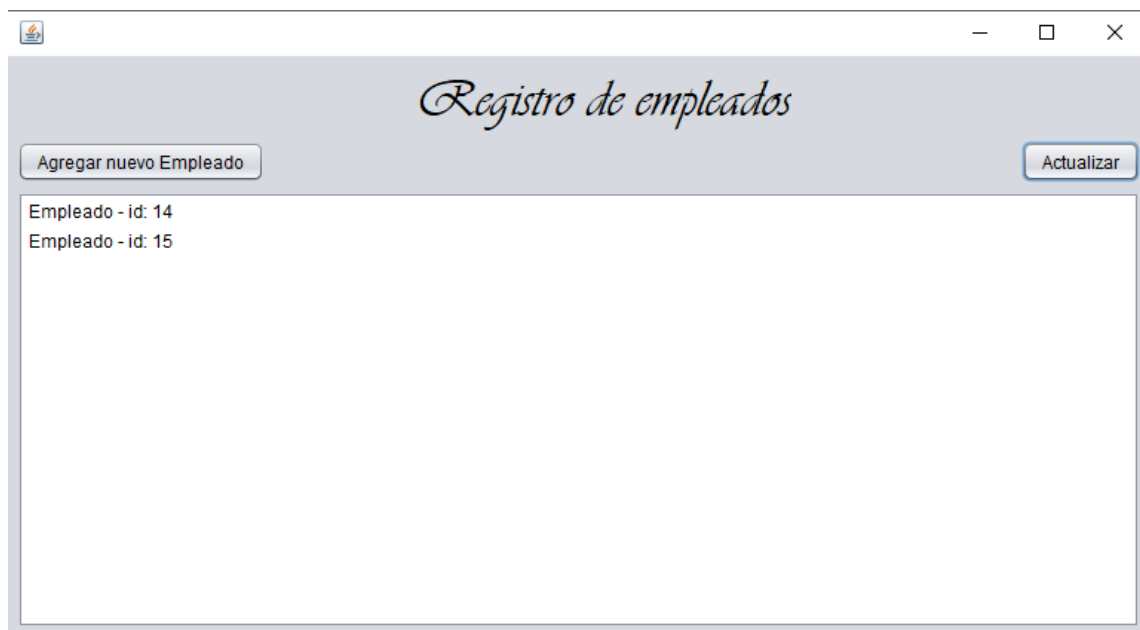 Registro de empleados
Agregar nuevo Empleado
Actualizar
Empleado - id: 14
Empleado - id: 15